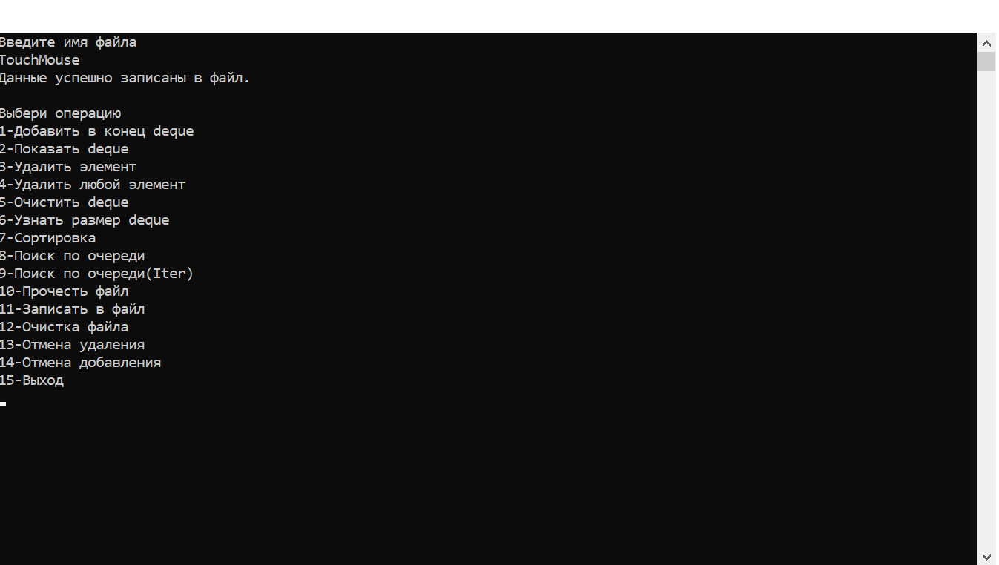 Введите имя файла
TouchMouse
Данные успешно записаны в файл.
Выбери операцию
1-Добавить в конец deque
2-Показать deque
3-Удалить элемент
4-Удалить любой элемент
5-Очистить deque
6-Узнать размер deque
7-Сортировка
8-Поиск по очереди
9-Поиск по очереди(Iter)
10-Прочесть файл
11-Записать в файл
12-Очистка файла
13-Отмена удаления
14-Отмена добавления
15-Выход